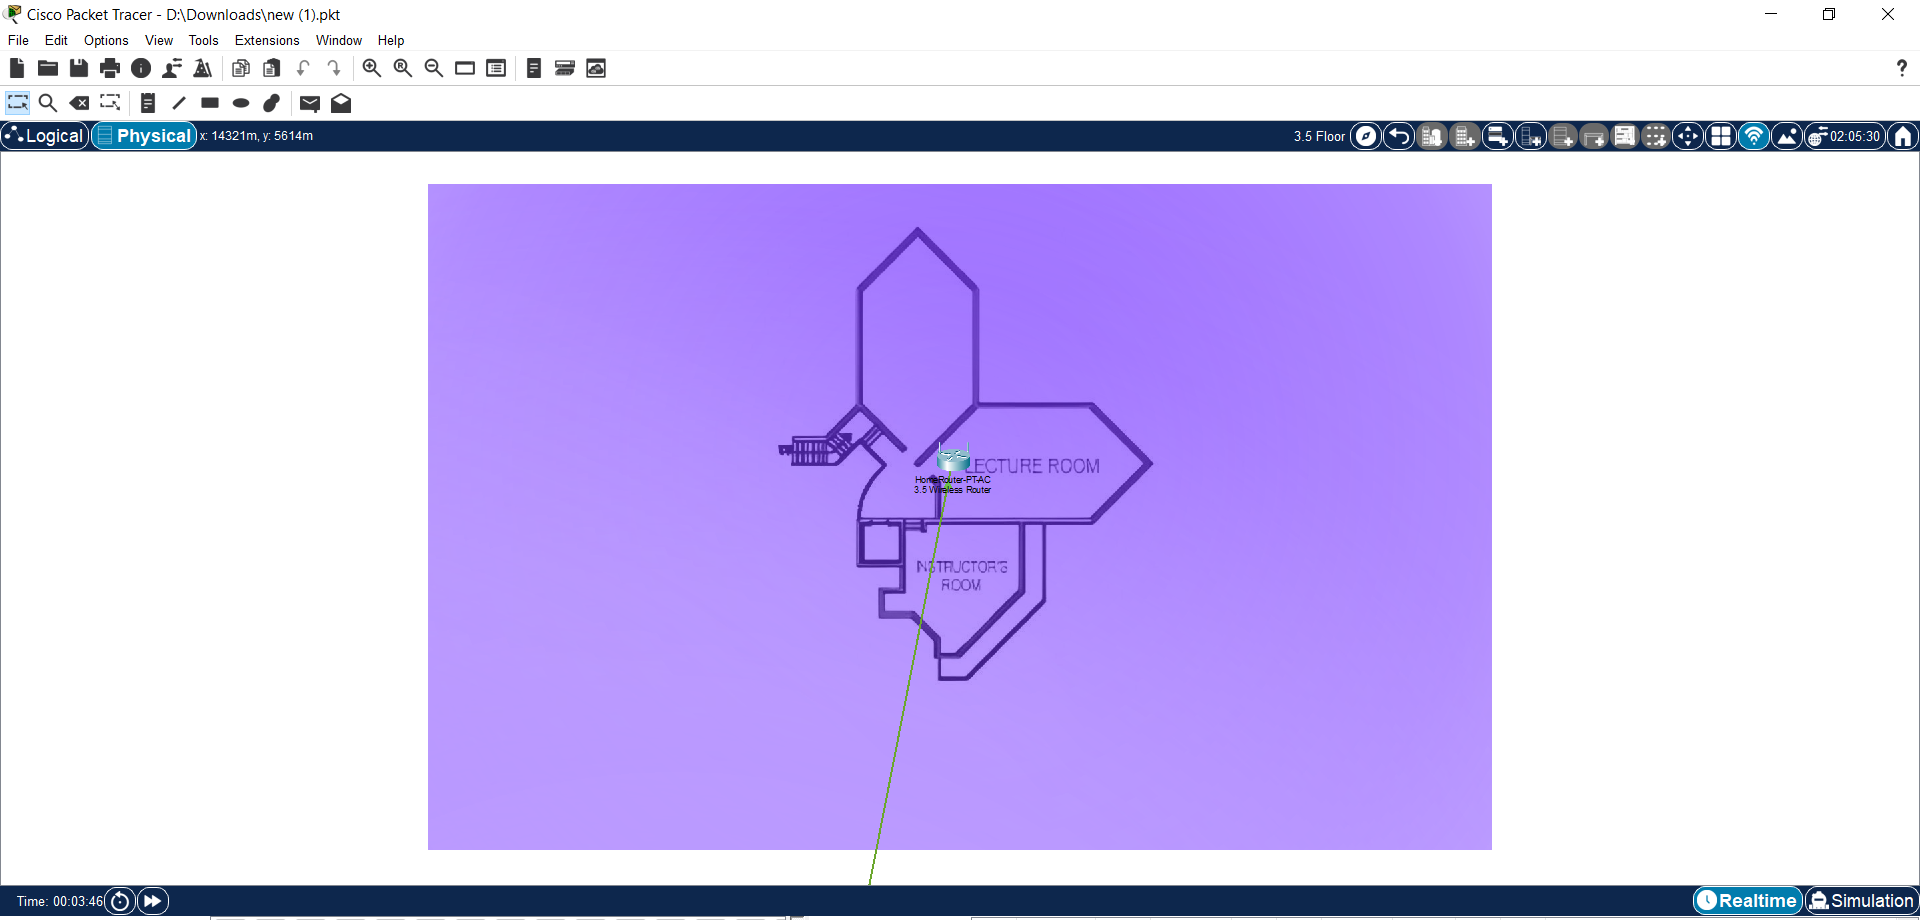 Cisco Packet Tracer - D:\Downloads\new (1).pkt
File Edit Options View Tools Extensions Window Help
?
Logical Physical x: 14321m, y: 5614m 3.5 Floor 02:05:30
LECTURE ROOM
HomeRouter-PT-AC
3.5 Wireless Router
INSTRUCTOR'S
ROOM
Time: 00:03:46 Realtime Simulation